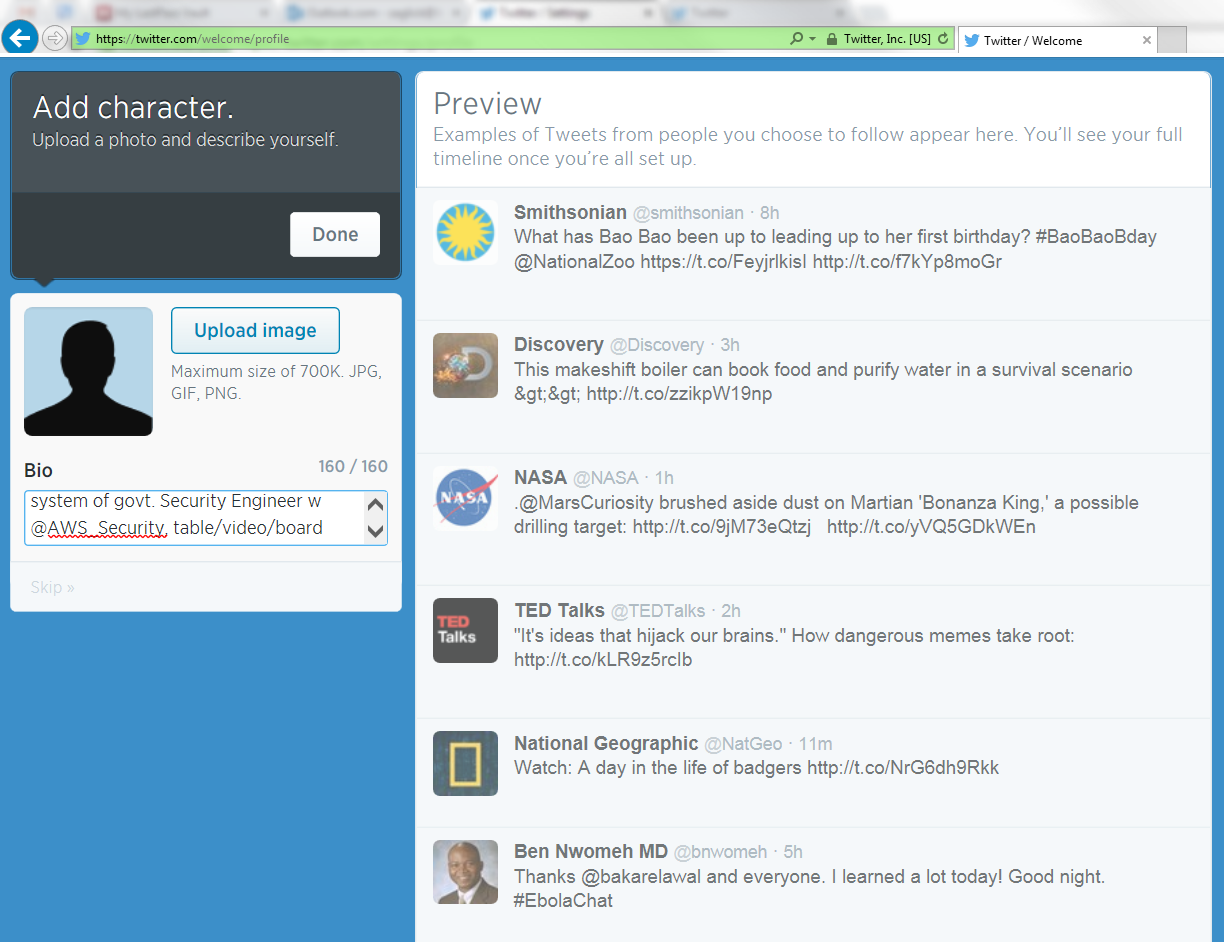 Twitter / Settings
Twitter
https://twitter.com/welcome/profile
Twitter, Inc. [US]
Twitter / Welcome
Add character.
Upload a photo and describe yourself.
Done
Upload image
Maximum size of 700K. JPG,
GIF, PNG.
Bio
160 / 160
system of govt. Security Engineer w
@AWS_Security, table/video/board
Skip »
Preview
Examples of Tweets from people you choose to follow appear here. You’ll see your full
timeline once you’re all set up.
Smithsonian @smithsonian · 8h
What has Bao Bao been up to leading up to her first birthday? #BaoBaoBday
@NationalZoo https://t.co/FeyjrlkisI http://t.co/f7kYp8moGr
Discovery @Discovery · 3h
This makeshift boiler can book food and purify water in a survival scenario
&gt;&gt; http://t.co/zzikpW19np
NASA @NASA · 1h
.@MarsCuriosity brushed aside dust on Martian 'Bonanza King,' a possible
drilling target: http://t.co/9jM73eQtzj http://t.co/yVQ5GDkWEn
NASA
TED Talks @TEDTalks · 2h
"It's ideas that hijack our brains." How dangerous memes take root:
http://t.co/kLR9z5rcIb
TED
Talks
National Geographic @NatGeo · 11m
Watch: A day in the life of badgers http://t.co/NrG6dh9Rkk
Ben Nwomeh MD @bnwomeh · 5h
Thanks @bakarelawal and everyone. I learned a lot today! Good night.
#EbolaChat